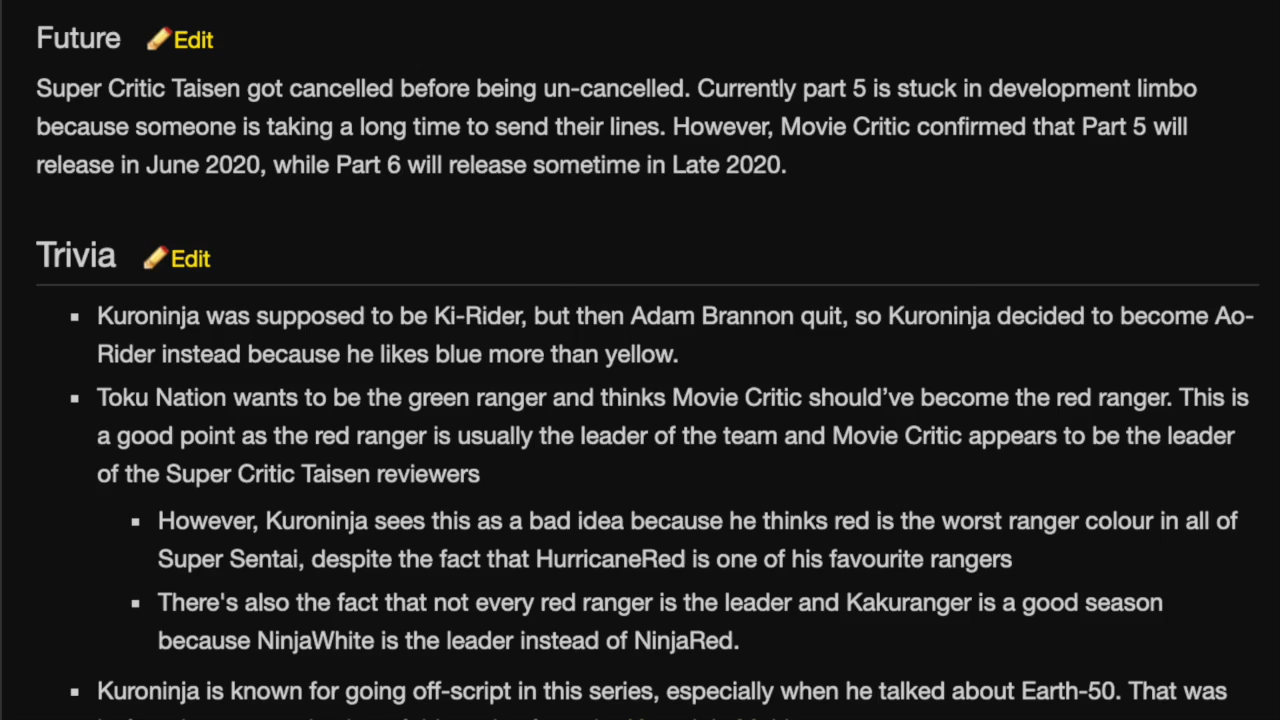 Future Edit
Super Critic Taisen got cancelled before being un-cancelled. Currently part 5 is stuck in development limbo
because someone is taking a long time to send their lines. However, Movie Critic confirmed that Part 5 will
release in June 2020, while Part 6 will release sometime in Late 2020.
Trivia Edit
Kuroninja was supposed to be Ki-Rider, but then Adam Brannon quit, so Kuroninja decided to become Ao-
Rider instead because he likes blue more than yellow.
Toku Nation wants to be the green ranger and thinks Movie Critic should’ve become the red ranger. This is
a good point as the red ranger is usually the leader of the team and Movie Critic appears to be the leader
of the Super Critic Taisen reviewers
However, Kuroninja sees this as a bad idea because he thinks red is the worst ranger colour in all of
Super Sentai, despite the fact that HurricaneRed is one of his favourite rangers
There's also the fact that not every red ranger is the leader and Kakuranger is a good season
because NinjaWhite is the leader instead of NinjaRed.
Kuroninja is known for going off-script in this series, especially when he talked about Earth-50. That was